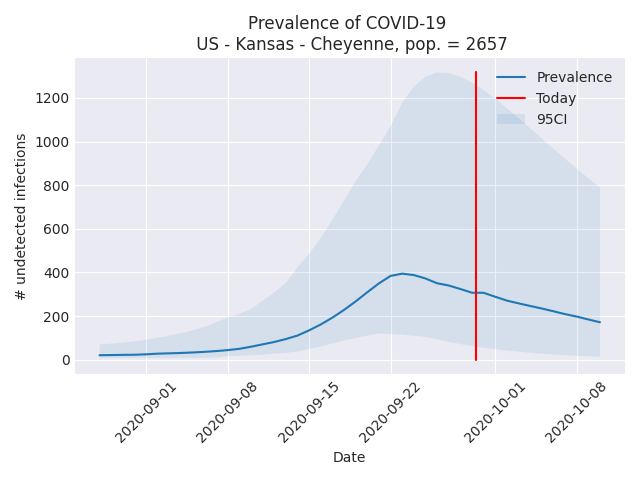 Prevalence of COVID-19
US - Kansas - Cheyenne, pop. = 2657
# undetected infections
1200
1000
800
600
400
200
0
Prevalence
Today
95CI
2020-09-01
2020-09-08
2020-09-15
2020-09-22
2020-10-01
2020-10-08
Date